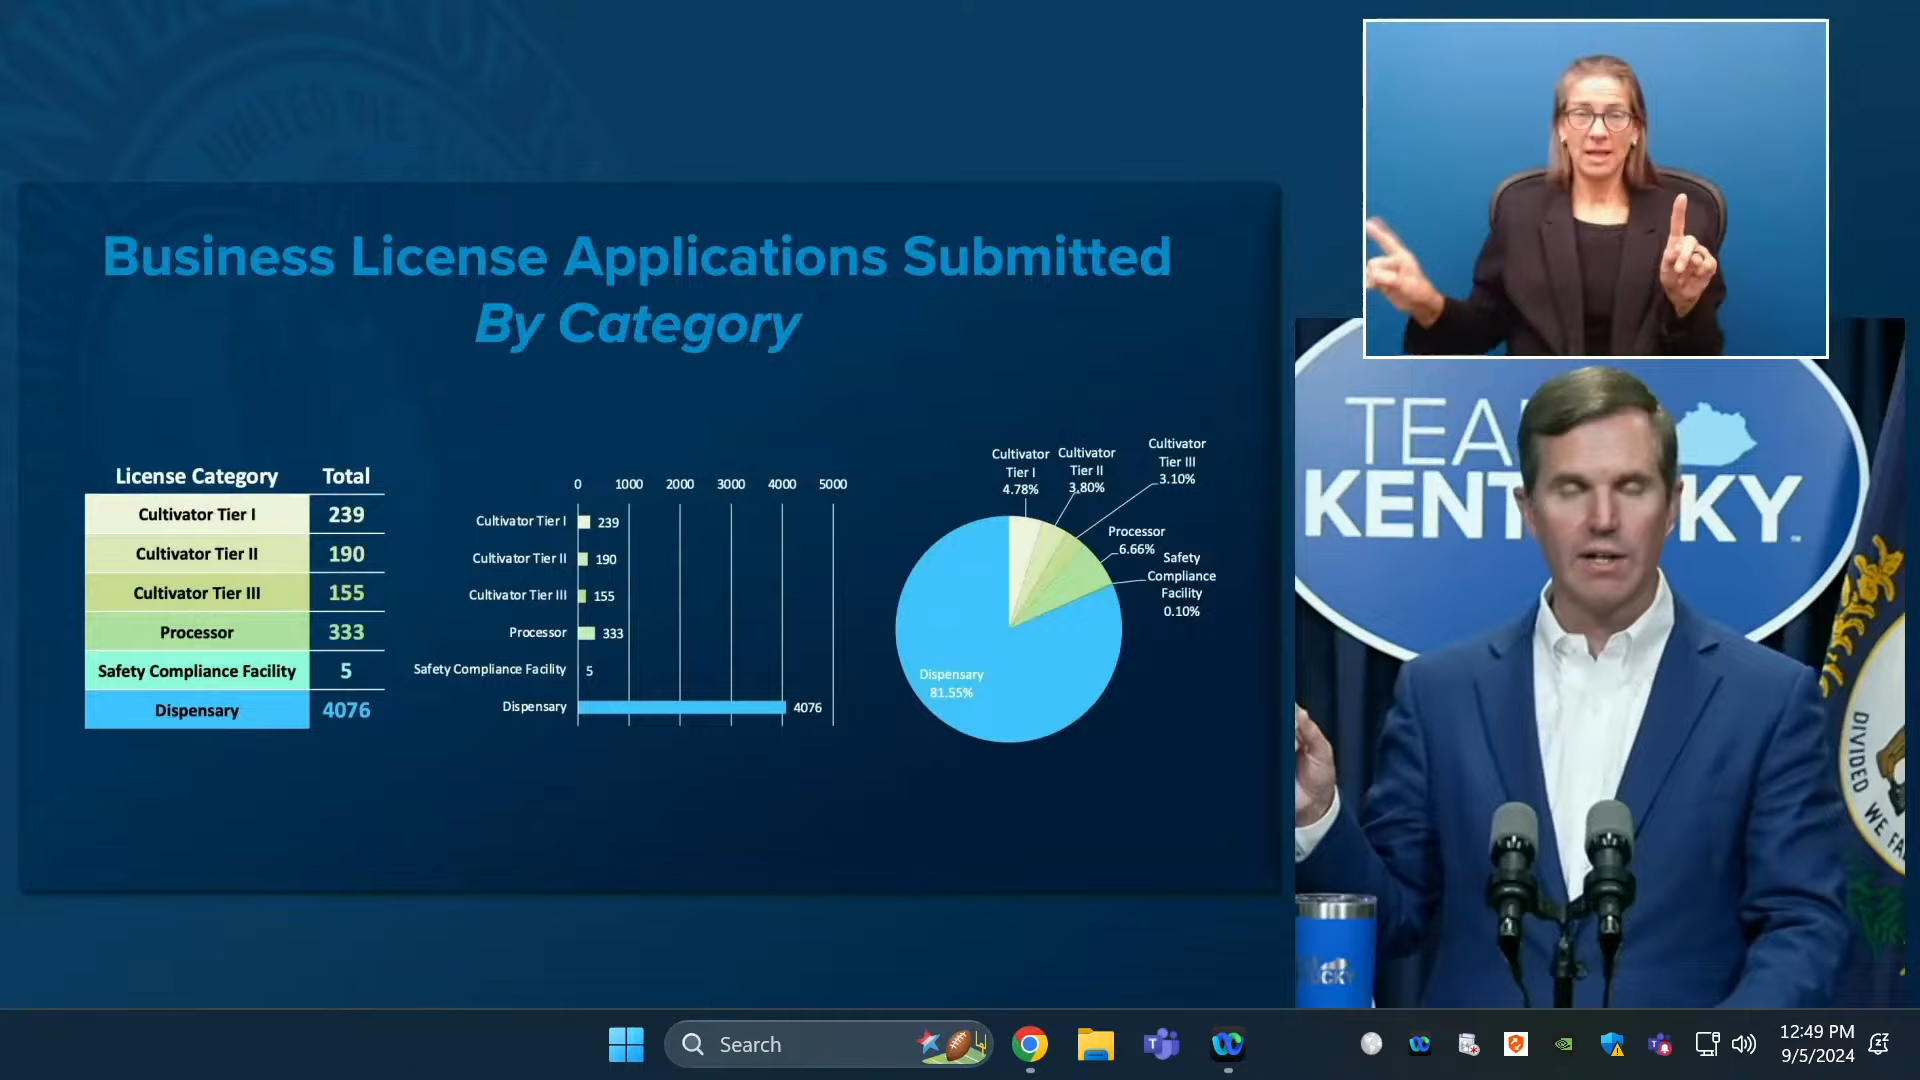 Business License Applications Submitted
By Category
License Category Total
Cultivator Tier I 239
Cultivator Tier II 190
Cultivator Tier III 155
Processor 333
Safety Compliance Facility 5
Dispensary 4076
0 1000 2000 3000 4000 5000
Cultivator Tier I 239
Cultivator Tier II 190
Cultivator Tier III 155
Processor 333
Safety Compliance Facility 5
Dispensary 4076
Cultivator
Tier I
4.78%
Cultivator
Tier II
3.80%
Cultivator
Tier III
3.10%
Processor
6.66%
Safety
Compliance
Facility
0.10%
Dispensary
81.55%
TEA
KENT KY
DIVIDED WE FA
UCKY
Search
12:49 PM
9/5/2024